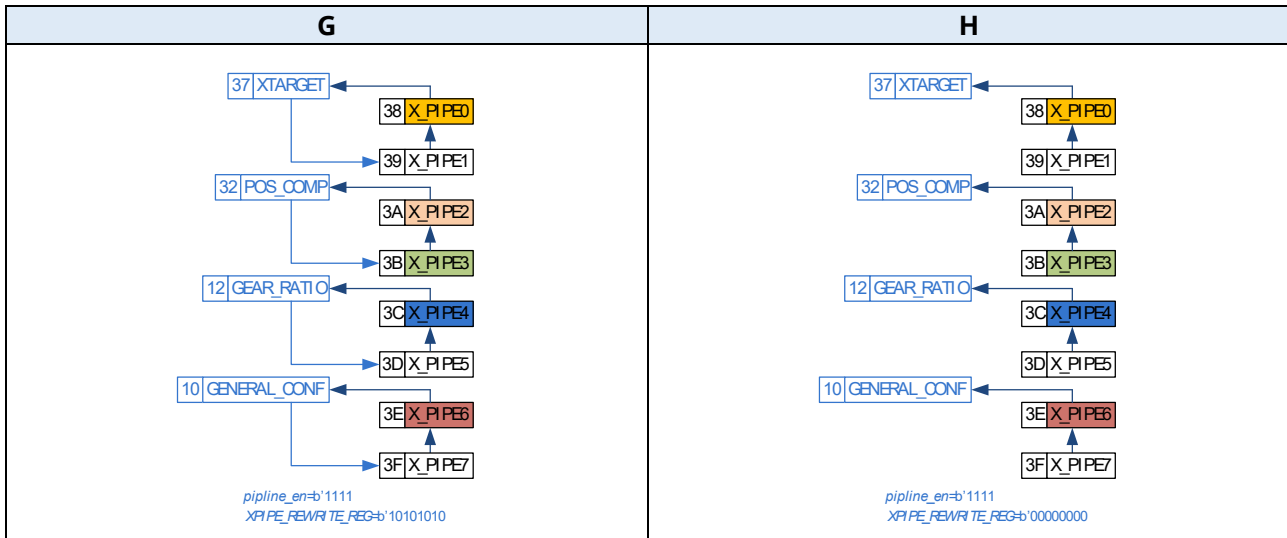 G
H
37 XTARGET
38 X_PIPE0
39 X_PIPE1
32 POS_COMP
3A X_PIPE2
3B X_PIPE3
12 GEAR_RATIO
3C X_PIPE4
3D X_PIPE5
10 GENERAL_CONF
3E X_PIPE6
3F X_PIPE7
pipline_en=b'1111
XPIPE_REWRITE_REG=b'10101010
37 XTARGET
38 X_PIPE0
39 X_PIPE1
32 POS_COMP
3A X_PIPE2
3B X_PIPE3
12 GEAR_RATIO
3C X_PIPE4
3D X_PIPE5
10 GENERAL_CONF
3E X_PIPE6
3F X_PIPE7
pipline_en=b'1111
XPIPE_REWRITE_REG=b'00000000